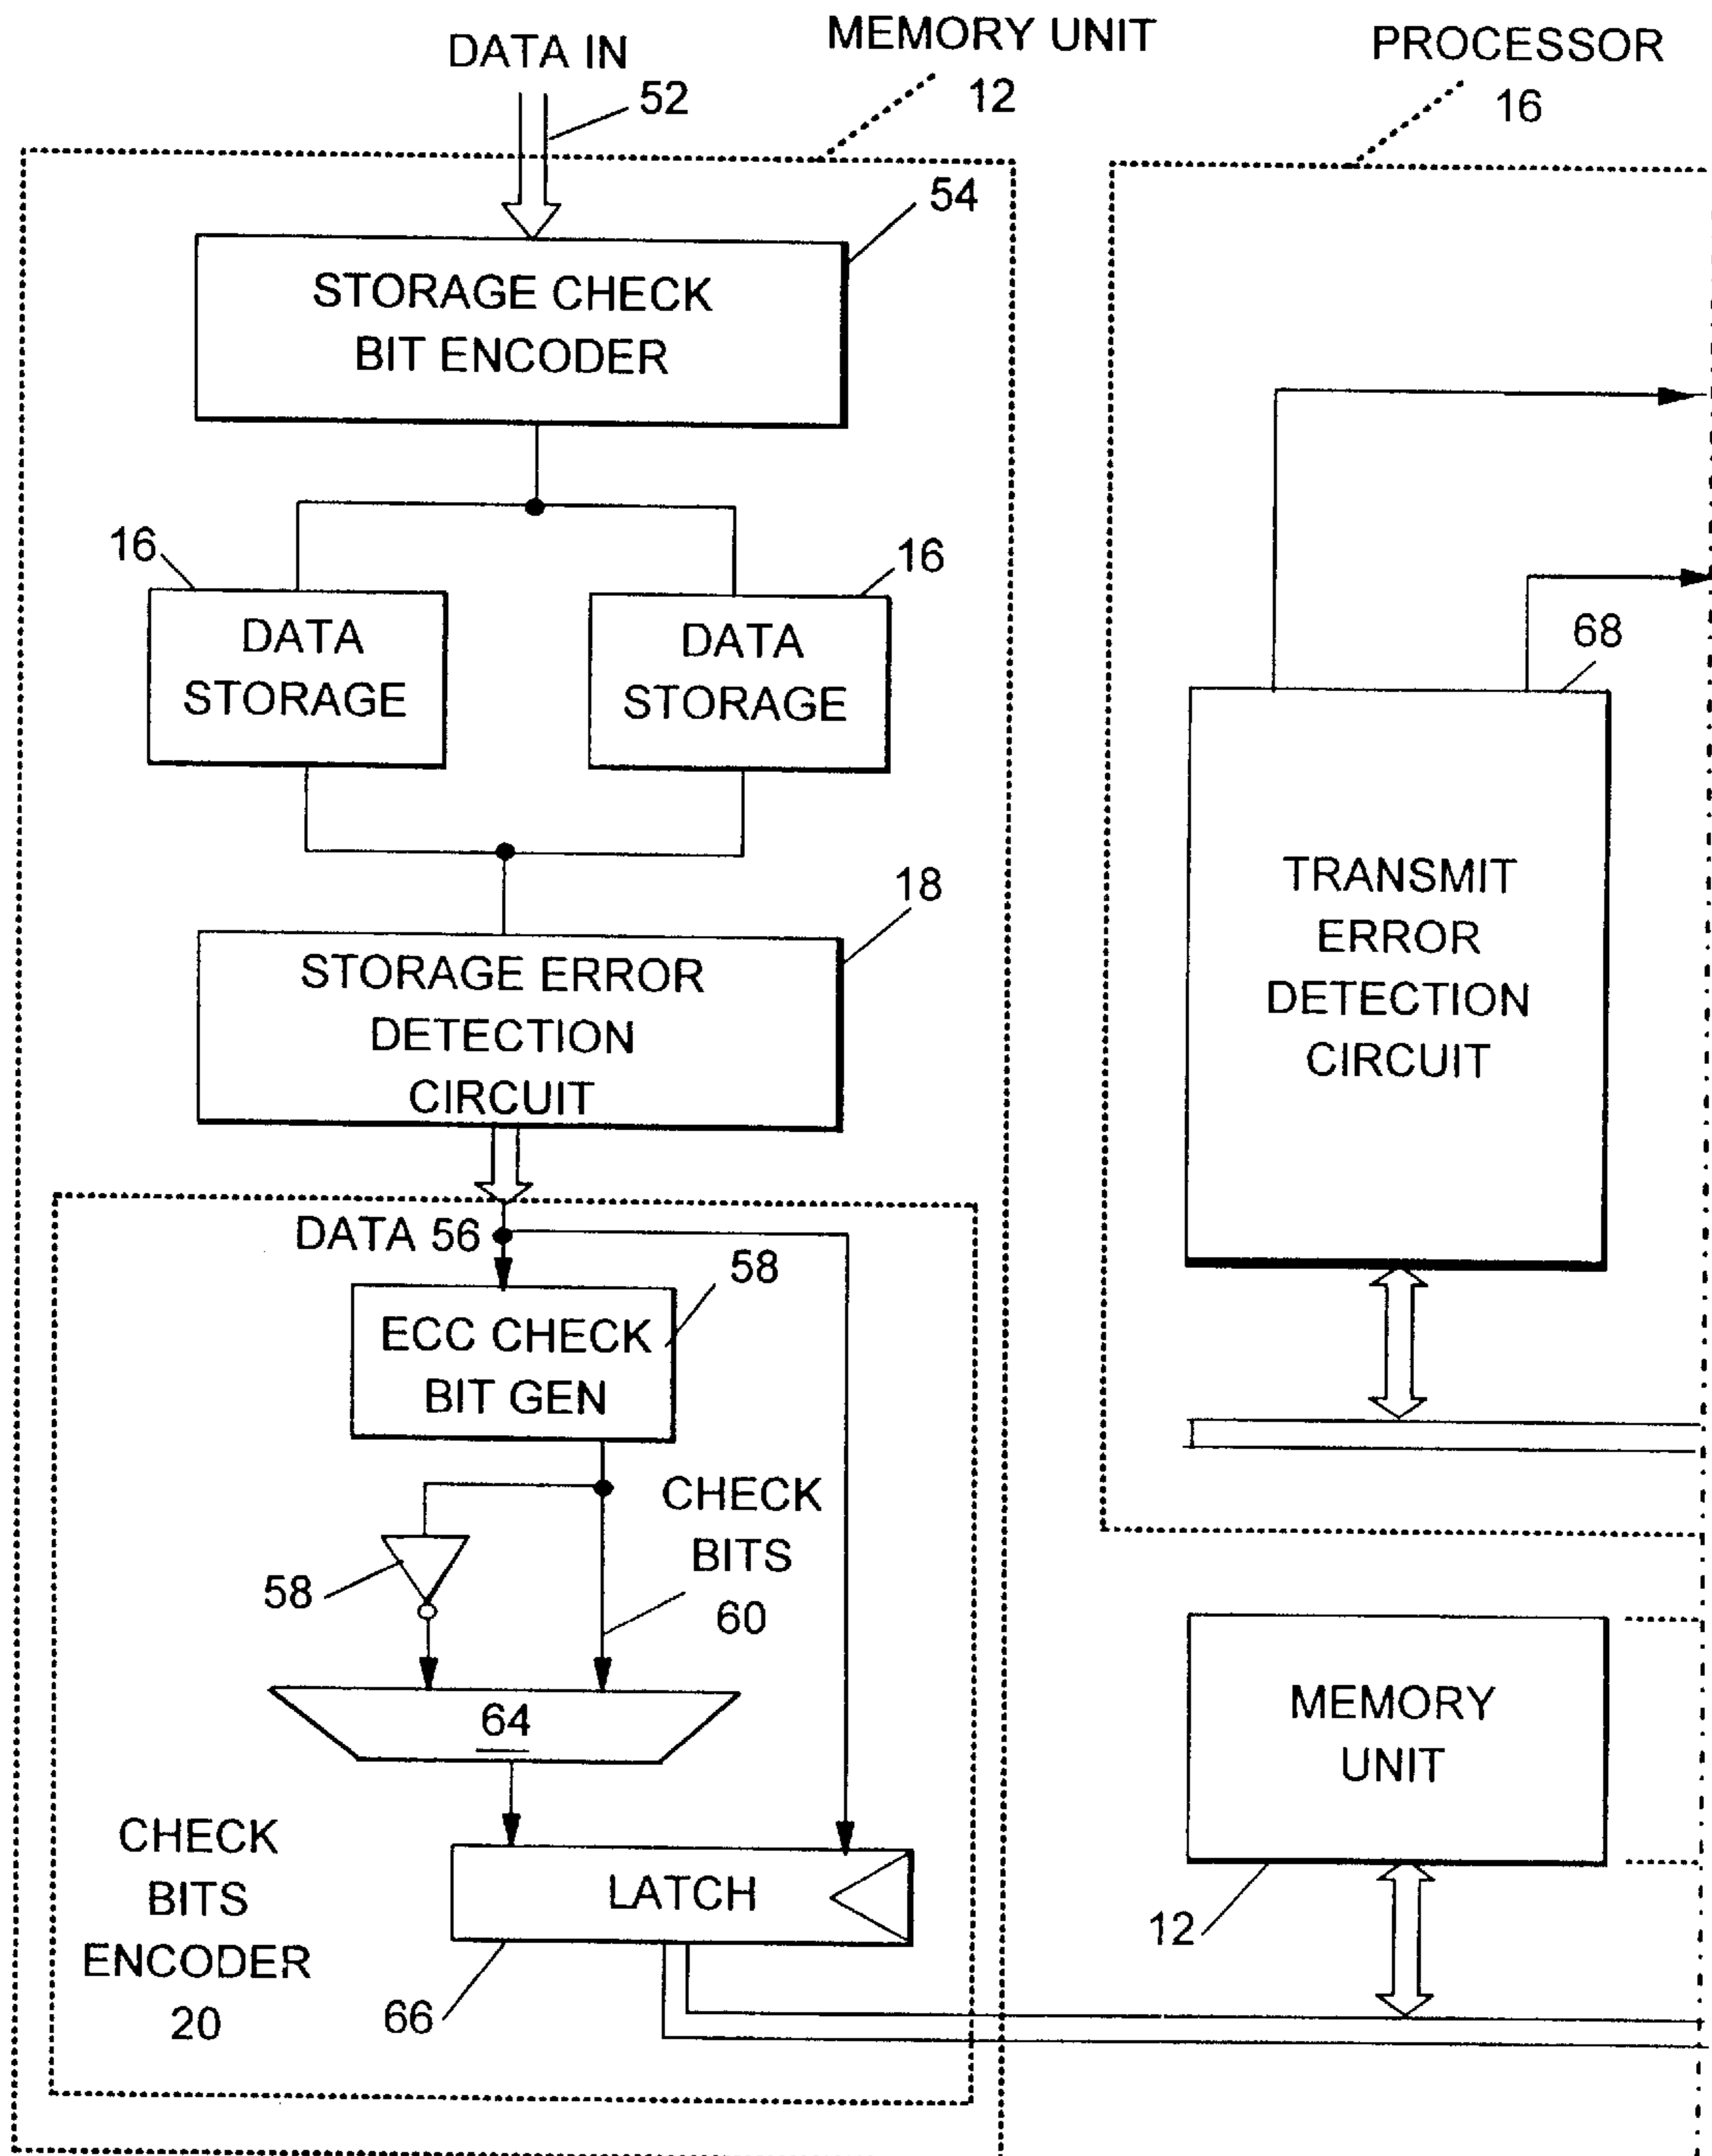 DATA IN
52
MEMORY UNIT
12
PROCESSOR
16
54
STORAGE CHECK
BIT ENCODER
16
DATA
STORAGE
16
DATA
STORAGE
18
STORAGE ERROR
DETECTION
CIRCUIT
68
TRANSMIT
ERROR
DETECTION
CIRCUIT
DATA 56
58
ECC CHECK
BIT GEN
CHECK
BITS
60
58
64
CHECK
BITS
ENCODER
20
LATCH
66
MEMORY
UNIT
12